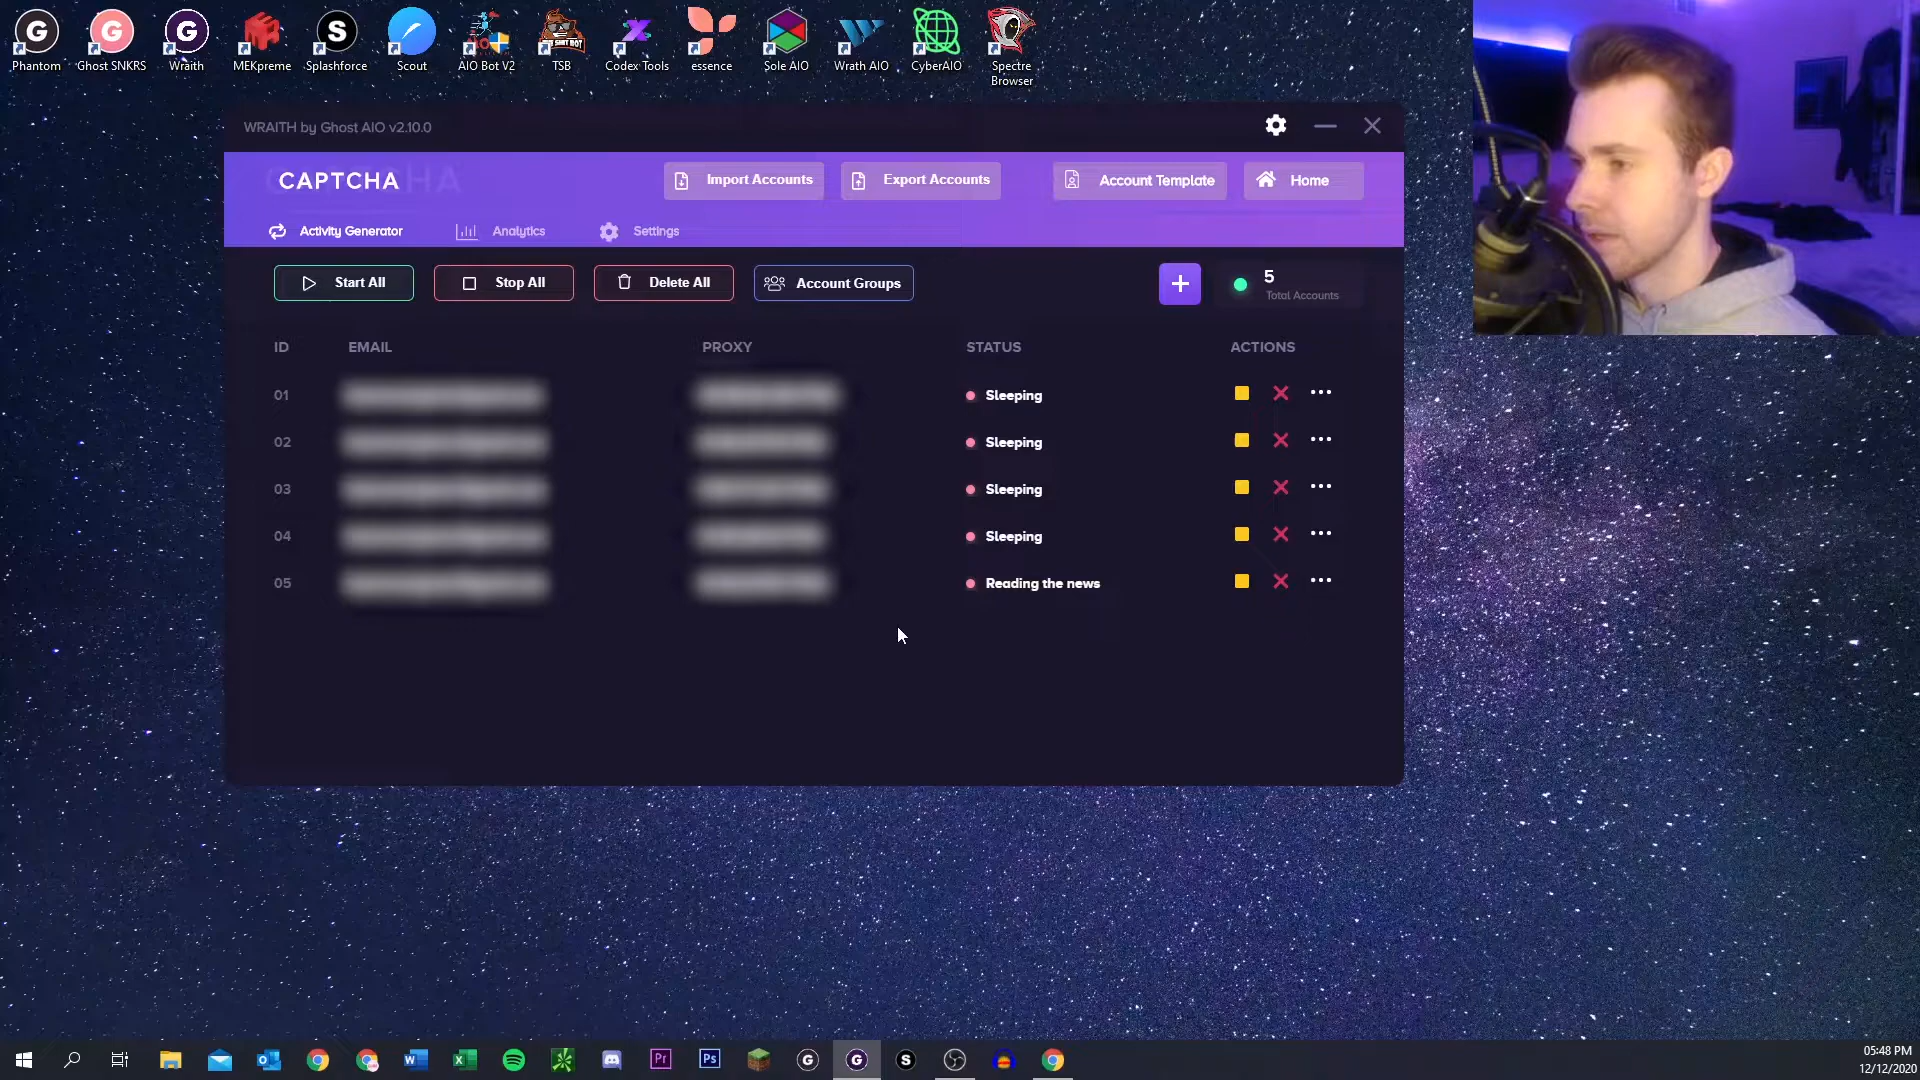 Phantom
Ghost SNKRS
Wraith
MEKpreme
Splashforce
Scout
AIO Bot V2
TSB
Codex Tools
essence
Sole AIO
Wrath AIO
CyberAIO
Spectre
Browser
WRAITH by Ghost AIO v2.10.0
CAPTCHA
Import Accounts
Export Accounts
Account Template
Home
Activity Generator
Analytics
Settings
Start All
Stop All
Delete All
Account Groups
5
Total Accounts
ID EMAIL PROXY STATUS ACTIONS
01 Sleeping
02 Sleeping
03 Sleeping
04 Sleeping
05 Reading the news
05:48 PM
12/12/2020